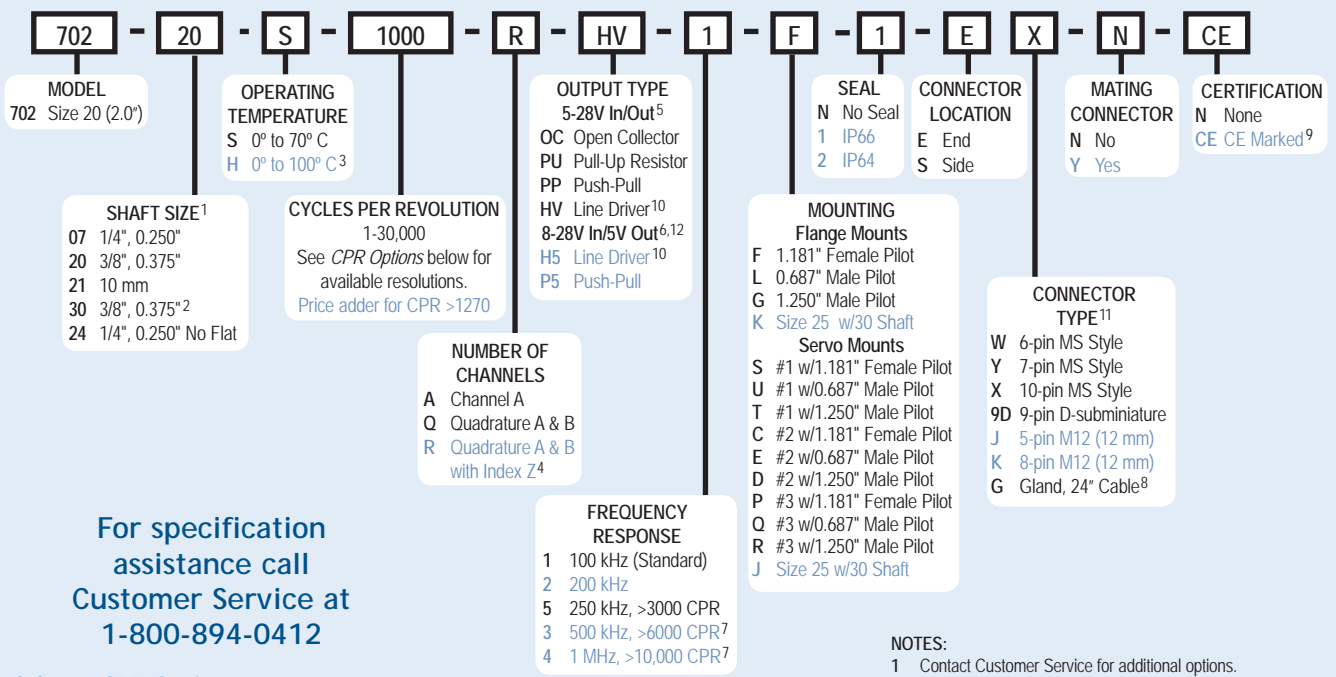 702 - 20 - S - 1000 - R - HV - 1 - F - 1 - E X - N - CE
MODEL
702 Size 20 (2.0″)
OPERATING
TEMPERATURE
S 0º to 70º C
H 0º to 100º C 3
OUTPUT TYPE
5-28V In/Out5
OC Open Collector
PU Pull-Up Resistor
PP Push-Pull
HV Line Driver10
8-28V In/5V Out6,12
H5 Line Driver10
P5 Push-Pull
SEAL
N No Seal
1 IP66
2 IP64
CONNECTOR
LOCATION
E End
S Side
MATING
CONNECTOR
N No
Y Yes
CERTIFICATION
N None
CE CE Marked9
SHAFT SIZE1
07 1/4", 0.250"
20 3/8", 0.375"
21 10 mm
30 3/8", 0.375"2
24 1/4", 0.250" No Flat
CYCLES PER REVOLUTION
1-30,000
See CPR Options below for
available resolutions.
Price adder for CPR >1270
NUMBER OF
CHANNELS
A Channel A
Q Quadrature A & B
R Quadrature A & B
with Index Z4
MOUNTING
Flange Mounts
F 1.181" Female Pilot
L 0.687" Male Pilot
G 1.250" Male Pilot
K Size 25 w/30 Shaft
Servo Mounts
S #1 w/1.181" Female Pilot
U #1 w/0.687" Male Pilot
T #1 w/1.250" Male Pilot
C #2 w/1.181" Female Pilot
E #2 w/0.687" Male Pilot
D #2 w/1.250" Male Pilot
P #3 w/1.181" Female Pilot
Q #3 w/0.687" Male Pilot
R #3 w/1.250" Male Pilot
J Size 25 w/30 Shaft
CONNECTOR
TYPE11
W 6-pin MS Style
Y 7-pin MS Style
X 10-pin MS Style
9D 9-pin D-subminiature
J 5-pin M12 (12 mm)
K 8-pin M12 (12 mm)
G Gland, 24″ Cable8
FREQUENCY
RESPONSE
1 100 kHz (Standard)
2 200 kHz
5 250 kHz, >3000 CPR
3 500 kHz, >6000 CPR7
4 1 MHz, >10,000 CPR7
For specification
assistance call
Customer Service at
1-800-894-0412
NOTES:
1 Contact Customer Service for additional options.